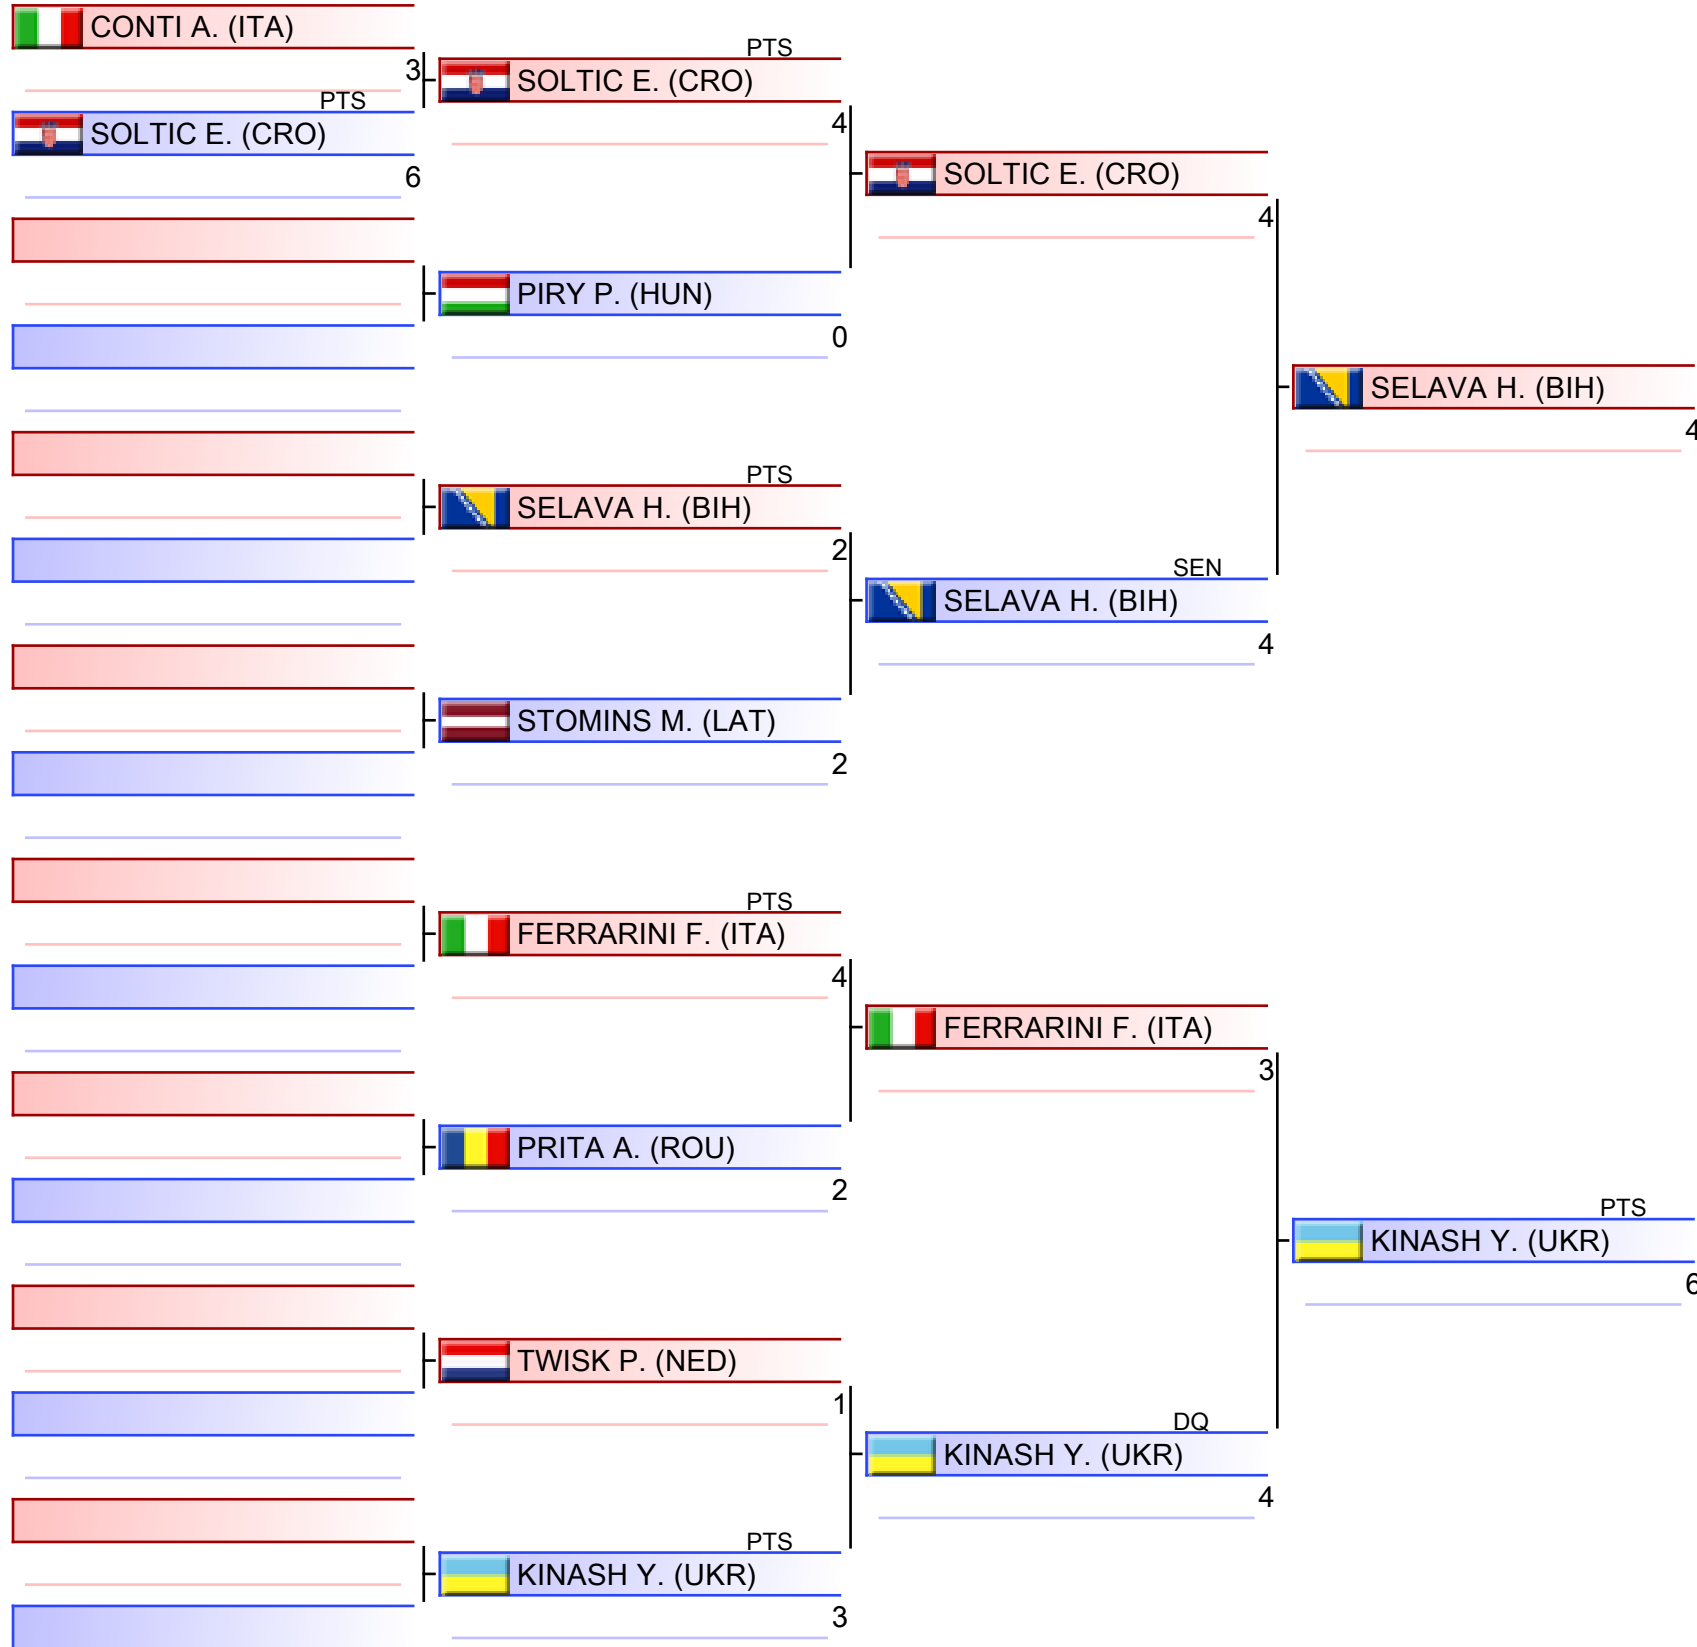 CONTI A. (ITA)
3
PTS
SOLTIC E. (CRO)
6
PTS
SOLTIC E. (CRO)
4
PIRY P. (HUN)
0
PTS
SELAVA H. (BIH)
2
STOMINS M. (LAT)
2
PTS
FERRARINI F. (ITA)
4
PRITA A. (ROU)
2
TWISK P. (NED)
1
PTS
KINASH Y. (UKR)
3
SOLTIC E. (CRO)
4
SEN
SELAVA H. (BIH)
4
FERRARINI F. (ITA)
3
DQ
KINASH Y. (UKR)
4
SELAVA H. (BIH)
4
PTS
KINASH Y. (UKR)
6